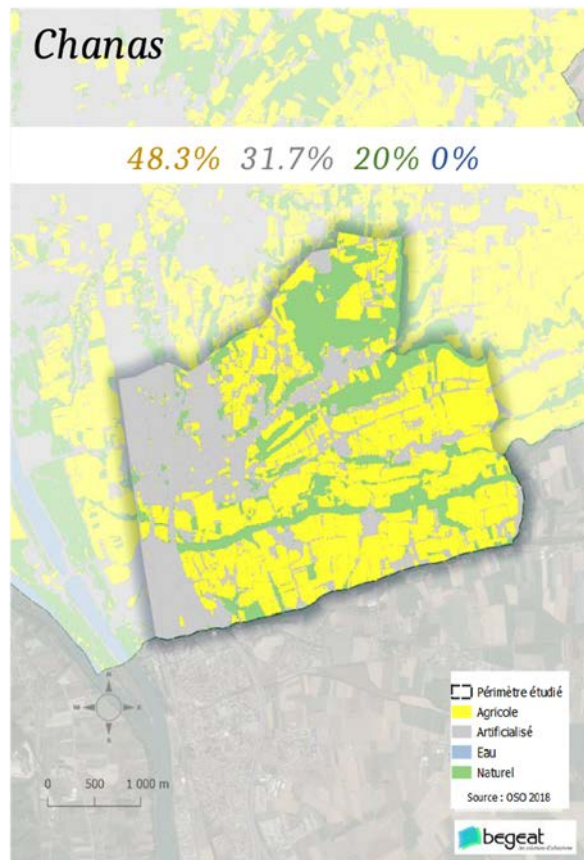 Chanas
48.3% 31.7% 20% 0%
Périmètre étudié
Agricole
Artificialisé
Eau
Naturel
Source : OSO 2018
0 500 1 000 m
begeat